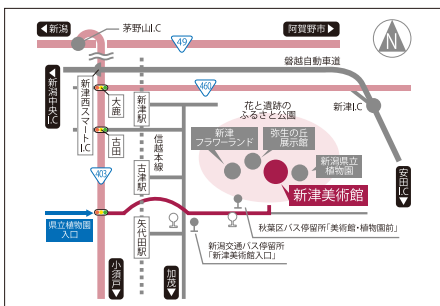 ◀新潟
茅野山I.C
49
阿賀野市▶
N
磐越自動車道
460
◀新潟中央I.C
新津西スマートI.C
大鹿
古田
新津駅
信越本線
古津駅
403
花と遺跡の
ふるさと公園
新津I.C
新津
フラワーランド
弥生の丘
展示館
新潟県立
植物園
新津美術館
安田IC▶
県立植物園
入口
矢代田駅
秋葉区バス停留所「美術館・植物園前」
新潟交通バス停留所
「新津美術館入口」
小須戸▶
加茂▶